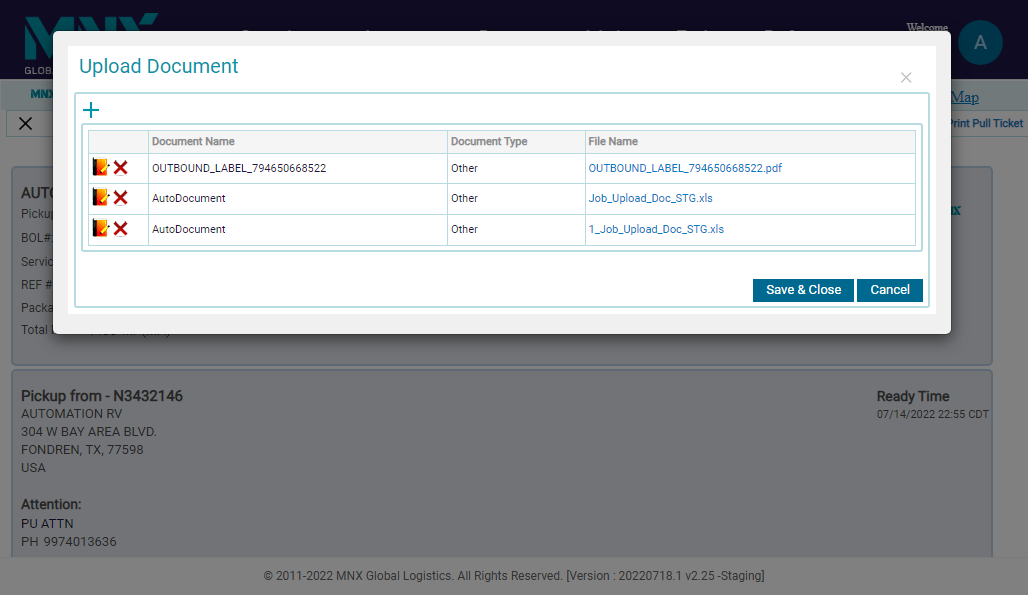 MNX
Welcome
A
GLOBA
Upload Document
MNX
Map
Print Pull Ticket
Document Name Document Type File Name
OUTBOUND_LABEL_794650668522 Other OUTBOUND_LABEL_794650668522.pdf
AutoDocument Other Job_Upload_Doc_STG.xls
AutoDocument Other 1_Job_Upload_Doc_STG.xls
AUTO
Pickup
BOL#:
Servic
REF #
Packa
Total
Save & Close Cancel
Pickup from - N3432146
Ready Time
AUTOMATION RV
07/14/2022 22:55 CDT
304 W BAY AREA BLVD.
FONDREN, TX, 77598
USA
Attention:
PU ATTN
PH 9974013636
© 2011-2022 MNX Global Logistics. All Rights Reserved. [Version : 20220718.1 v2.25 -Staging]